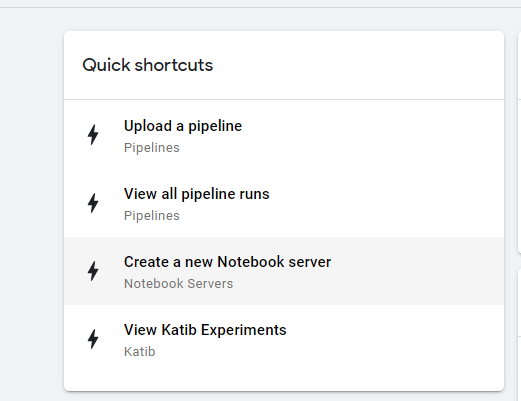 Quick shortcuts
Upload a pipeline
Pipelines
View all pipeline runs
Pipelines
Create a new Notebook server
Notebook Servers
View Katib Experiments
Katib